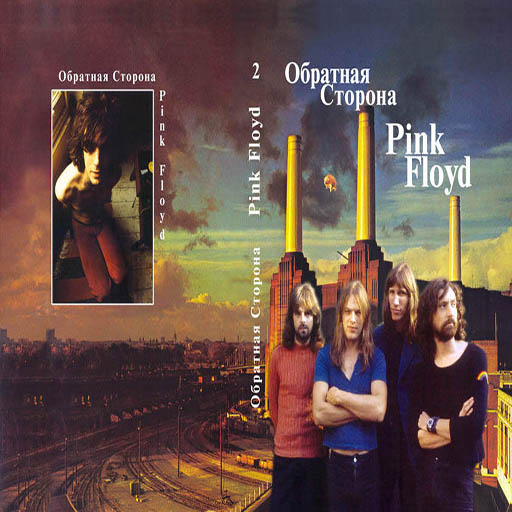 Обратная Сторона
Pink Floyd
2
Обратная Сторона Pink Floyd
Обратная
Сторона
Pink
Floyd